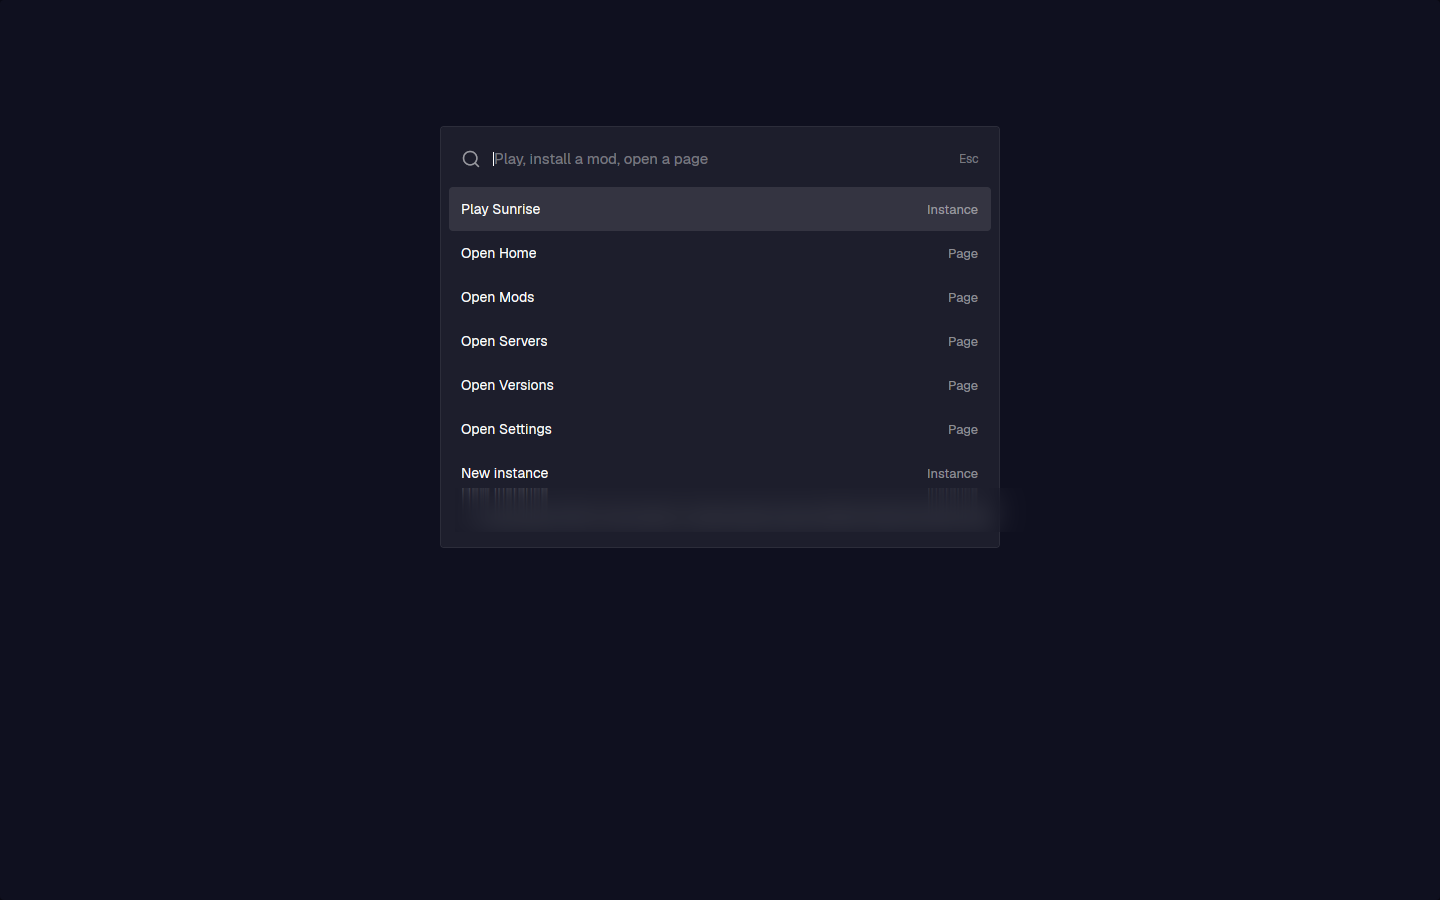 Play, install a mod, open a page
Esc
Play Sunrise
Instance
Open Home
Page
Open Mods
Page
Open Servers
Page
Open Versions
Page
Open Settings
Page
New instance
Instance